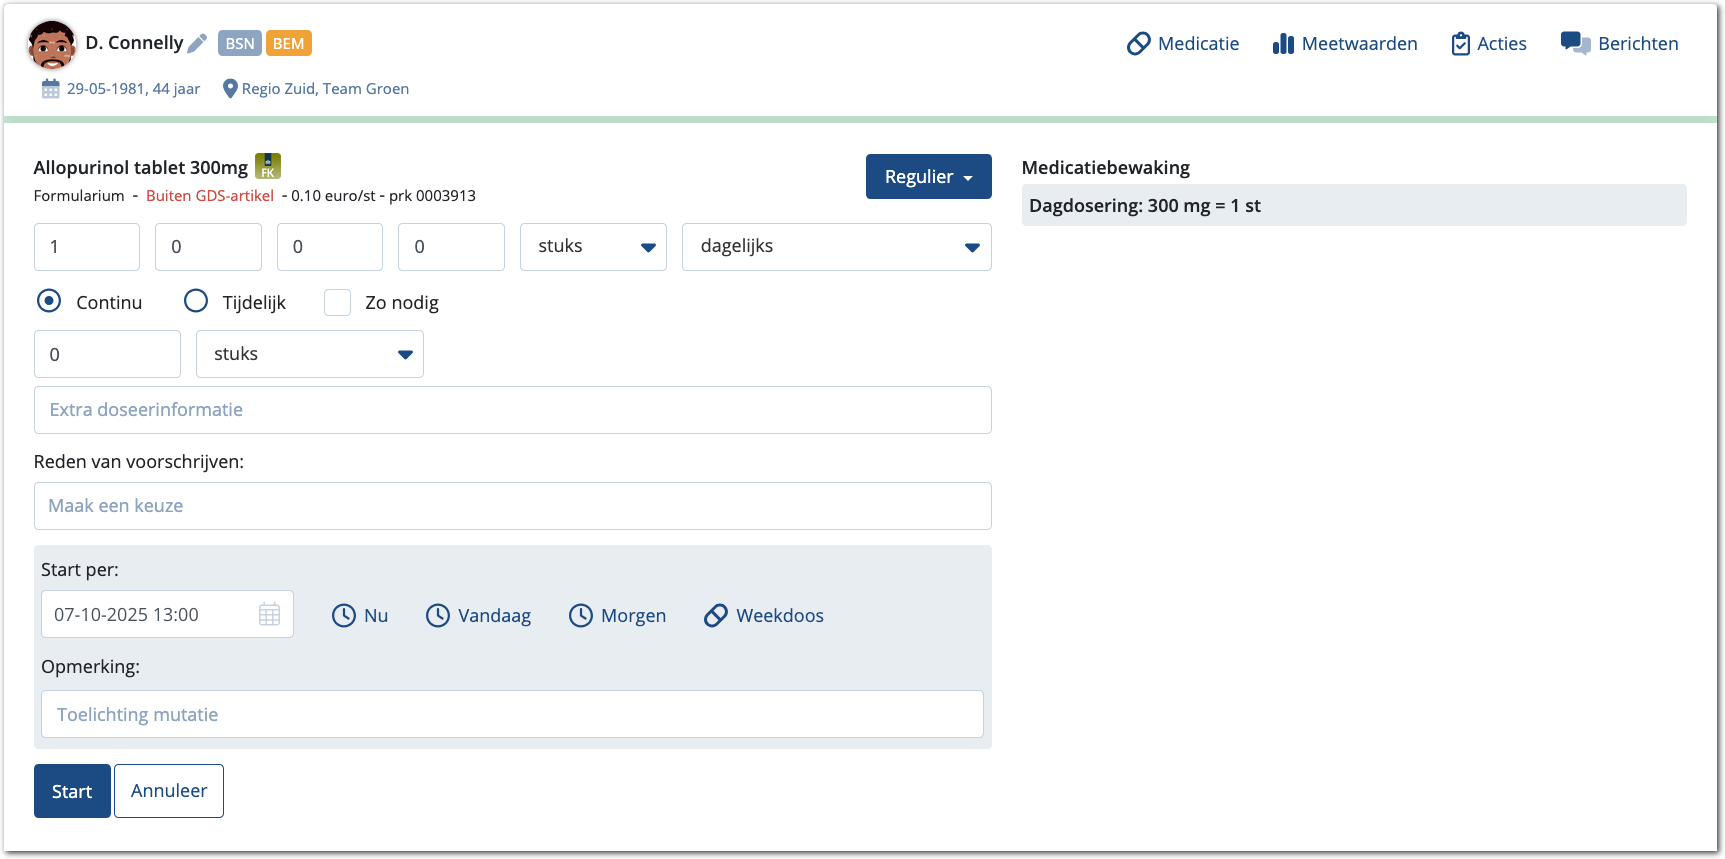 D. Connelly BSN BEM
Medicatie Meetwaarden Acties Berichten
29-05-1981, 44 jaar Regio Zuid, Team Groen
Allopurinol tablet 300mg FK
Formularium - Buiten GDS-artikel - 0.10 euro/st - prk 0003913
Regulier
1 0 0 0 stuks dagelijks
Continu Tijdelijk Zo nodig
0 stuks
Extra doseerinformatie
Reden van voorschrijven:
Maak een keuze
Start per:
07-10-2025 13:00 Nu Vandaag Morgen Weekdoos
Opmerking:
Toelichting mutatie
Start Annuleer
Medicatiebewaking
Dagdosering: 300 mg = 1 st